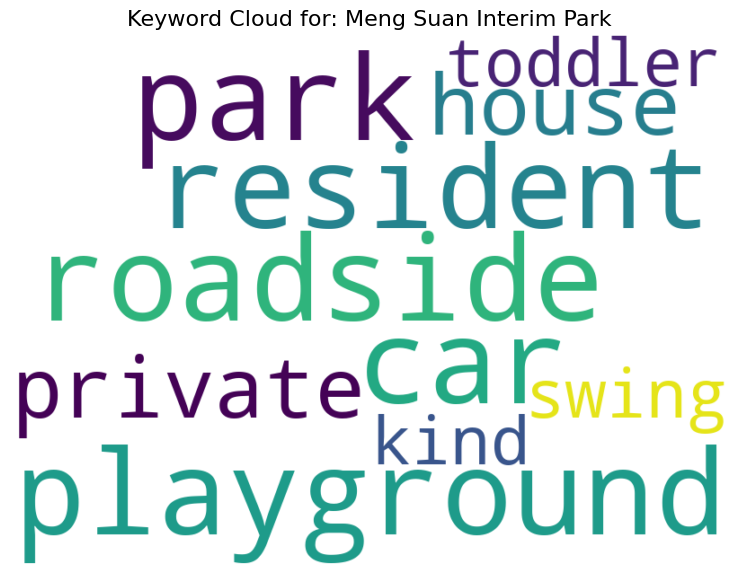 Keyword Cloud for: Meng Suan Interim Park
toddler
park
house
resident
roadside
car
private
swing
kind
playground